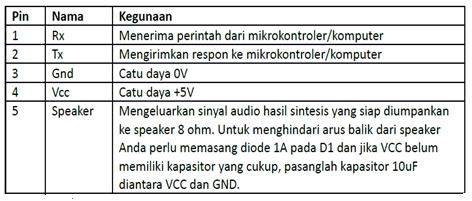 Pin Nama Kegunaan
1 Rx Menerima perintah dari mikrokontroler/komputer
2 Tx Mengirimkan respon ke mikrokontroler/komputer
3 Gnd Catu daya 0V
4 Vcc Catu daya +5V
5 Speaker Mengeluarkan sinyal audio hasil sintesis yang siap diumpankan
ke speaker 8 ohm. Untuk menghindari arus balik dari speaker
Anda perlu memasang diode 1A pada D1 dan jika VCC belum
memiliki kapasitor yang cukup, pasanglah kapasitor 10uF
diantara VCC dan GND.